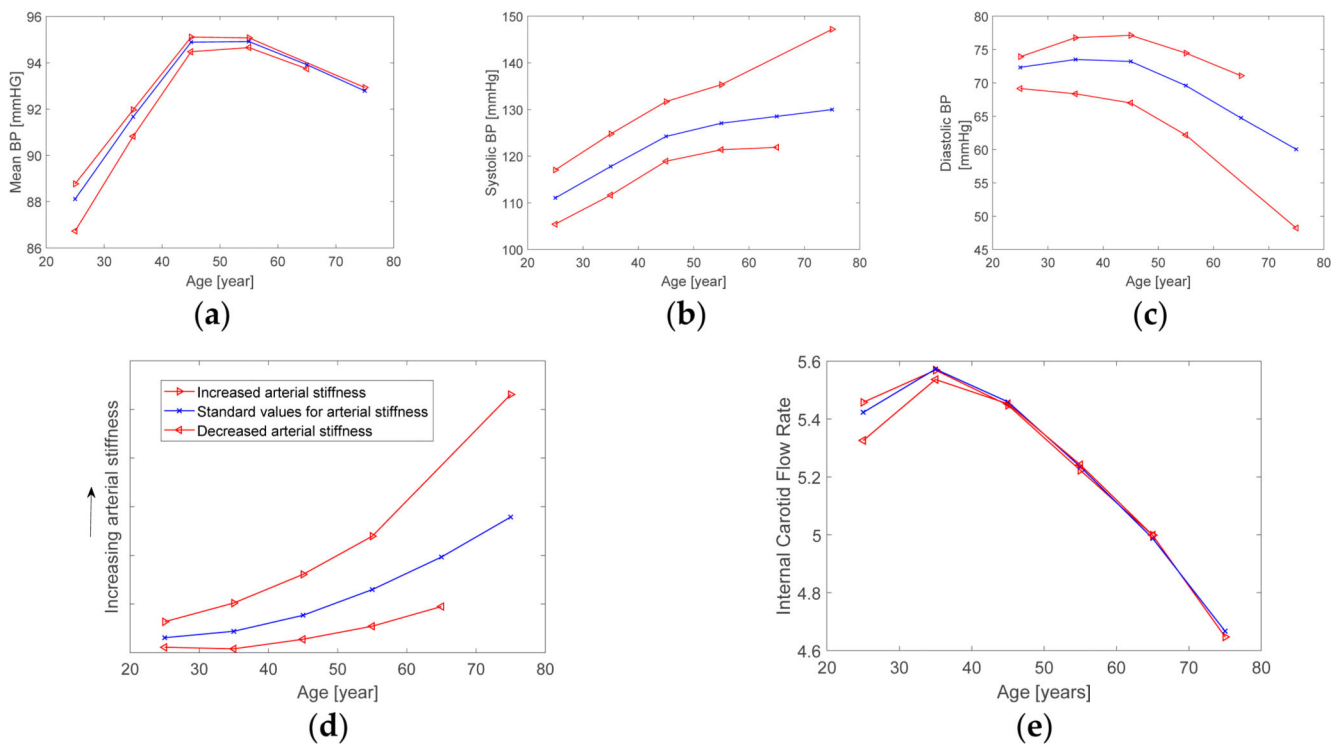 96
94
92
90
88
86
20 30 40 50 60 70 80
Mean BP [mmHG]
Age [year]
(a)
150
140
130
120
110
100
20 30 40 50 60 70 80
Systolic BP [mmHg]
Age [year]
(b)
80
75
70
65
60
55
50
45
20 30 40 50 60 70 80
Diastolic BP
[mmHg]
Age [year]
(c)
Increased arterial stiffness
Standard values for arterial stiffness
Decreased arterial stiffness
Increasing arterial stiffness
20 30 40 50 60 70 80
Age [year]
(d)
5.6
5.4
5.2
5
4.8
4.6
20 30 40 50 60 70 80
Internal Carotid Flow Rate
Age [years]
(e)